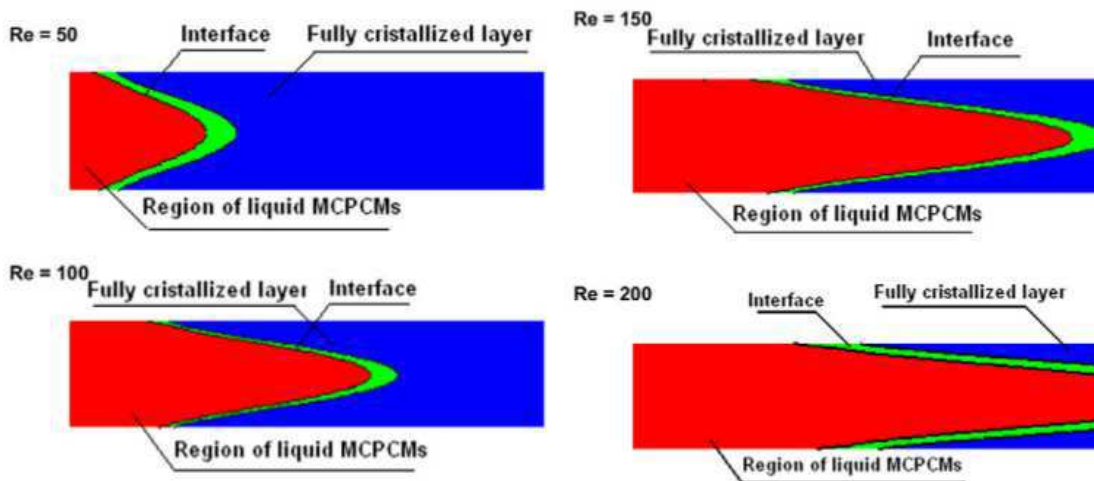 Re = 50
Interface
Fully cristallized layer
Region of liquid MCPCMs
Re = 100
Fully cristallized layer
Interface
Region of liquid MCPCMs
Re = 150
Fully cristallized layer
Interface
Region of liquid MCPCMs
Re = 200
Interface
Fully cristallized layer
Region of liquid MCPCMs